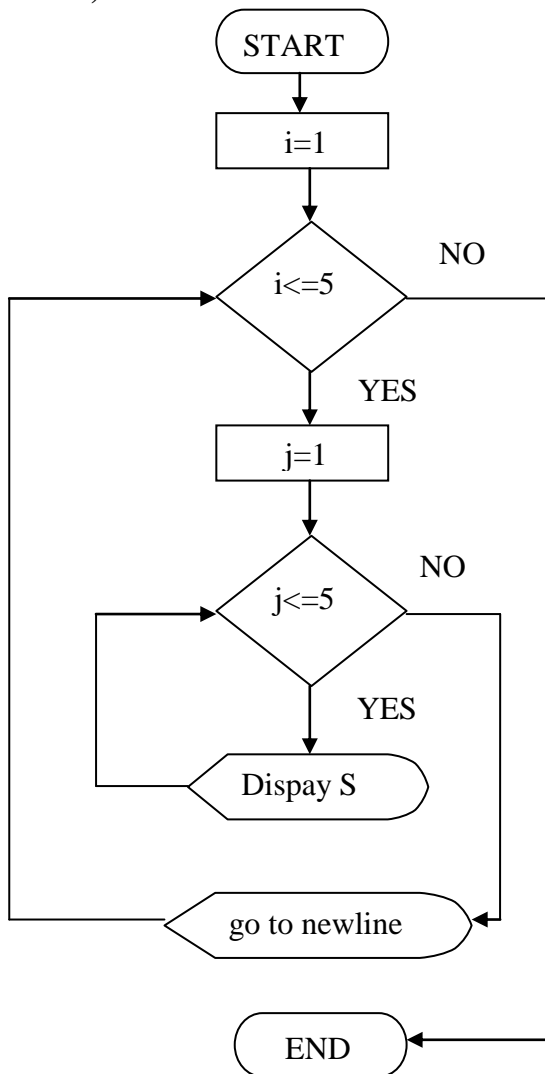 START
i=1
i<=5
NO
YES
j=1
j<=5
NO
YES
Dispay S
go to newline
END